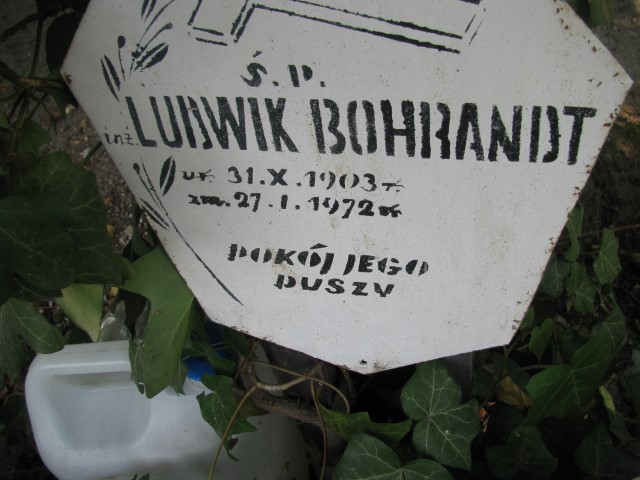 Ś.P.
inż. LUDWIK BOHRANDT
ur. 31.X.1903 r.
zm. 27.I.1972 r.
POKÓJ JEGO
DUSZY